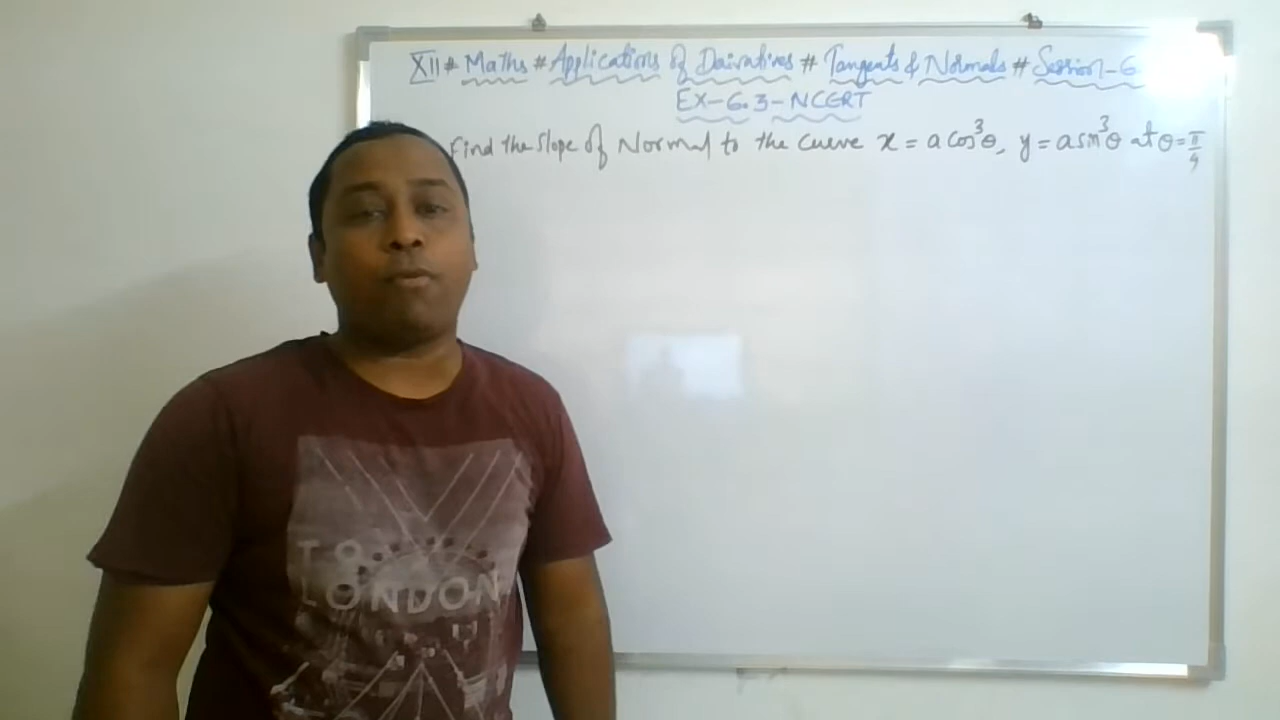 XII # Maths # Applications of Dairatives # Tangents & Normals # Session-6
EX-6.3-NCERT
Find the slope of Normal to the curve x = a cos³θ, y = a sin³θ at θ = π/4
TO
LONDON